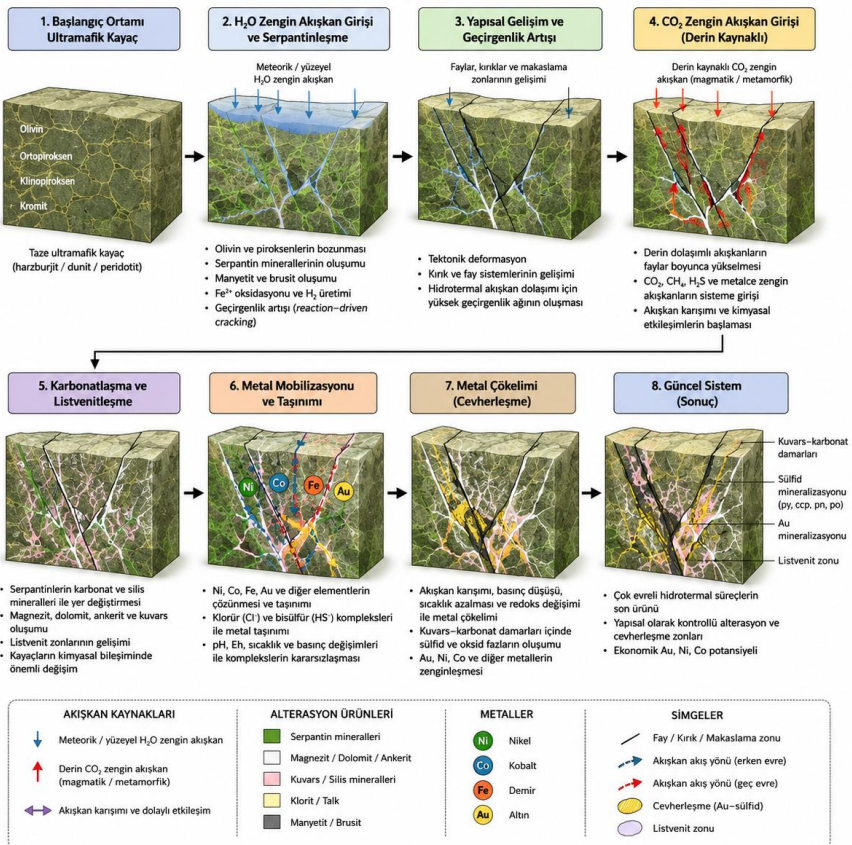 1. Başlangıç Ortamı
Ultramafik Kayaç
2. H₂O Zengin Akışkan Girişi
ve Serpantinleşme
3. Yapısal Gelişim ve
Geçirgenlik Artışı
4. CO₂ Zengin Akışkan Girişi
(Derin Kaynaklı)
Meteorik / yüzeyel
H₂O zengin akışkan
Faylar, kırıklar ve makaslama
zonlarının gelişimi
Derin kaynaklı CO₂ zengin
akışkan (magmatik / metamorfik)
Olivin
Ortopiroksen
Klinopiroksen
Kromit
Taze ultramafik kayaç
(harzburjit / dunit / peridotit)
• Olivin ve piroksenlerin bozunması
• Serpantin minerallerinin oluşumu
• Manyetit ve brusit oluşumu
• Fe²⁺ oksidasyonu ve H₂ üretimi
• Geçirgenlik artışı (reaction–driven
cracking)
• Tektonik deformasyon
• Kırık ve fay sistemlerinin gelişimi
• Hidrotermal akışkan dolaşımı için
yüksek geçirgenlik ağının oluşması
• Derin dolaşımlı akışkanların
faylar boyunca yükselmesi
• CO₂, CH₄, H₂S ve metalce zengin
akışkanların sisteme girişi
• Akışkan karışımı ve kimyasal
etkileşimlerin başlaması
5. Karbonatlaşma ve
Listvenitleşme
6. Metal Mobilizasyonu
ve Taşınımı
7. Metal Çökelimi
(Cevherleşme)
8. Güncel Sistem
(Sonuç)
Ni
Co
Fe
Au
Kuvars–karbonat
damarları
Sülfid
mineralizasyonu
(py, ccp, pn, po)
Au
mineralizasyonu
Listvenit zonu
• Serpantinlerin karbonat ve silis
mineralleri ile yer değiştirmesi
• Magnezit, dolomit, ankerit ve kuvars
oluşumu
• Listvenit zonlarının gelişimi
• Kayaçların kimyasal bileşiminde
önemli değişim
• Ni, Co, Fe, Au ve diğer elementlerin
çözünmesi ve taşınımı
• Klorür (Cl⁻) ve bisülfür (HS⁻) kompleksleri
ile metal taşınımı
• pH, Eh, sıcaklık ve basınç değişimleri
ile komplekslerin kararsızlaşması
• Akışkan karışımı, basınç düşüşü,
sıcaklık azalması ve redoks değişimi
ile metal çökelimi
• Kuvars–karbonat damarları içinde
sülfid ve oksid fazların oluşumu
• Au, Ni, Co ve diğer metallerin
zenginleşmesi
• Çok evreli hidrotermal süreçlerin
son ürünü
• Yapısal olarak kontrollü alterasyon ve
cevherleşme zonları
• Ekonomik Au, Ni, Co potansiyeli
AKIŞKAN KAYNAKLARI
Meteorik / yüzeyel H₂O zengin akışkan
Derin CO₂ zengin akışkan
(magmatik / metamorfik)
Akışkan karışımı ve dolaylı etkileşim
ALTERASYON ÜRÜNLERİ
Serpantin mineralleri
Magnezit / Dolomit / Ankerit
Kuvars / Silis mineralleri
Klorit / Talk
Manyetit / Brusit
METALLER
Ni Nikel
Co Kobalt
Fe Demir
Au Altın
SİMGELER
Fay / Kırık / Makaslama zonu
Akışkan akış yönü (erken evre)
Akışkan akış yönü (geç evre)
Cevherleşme (Au–sülfid)
Listvenit zonu